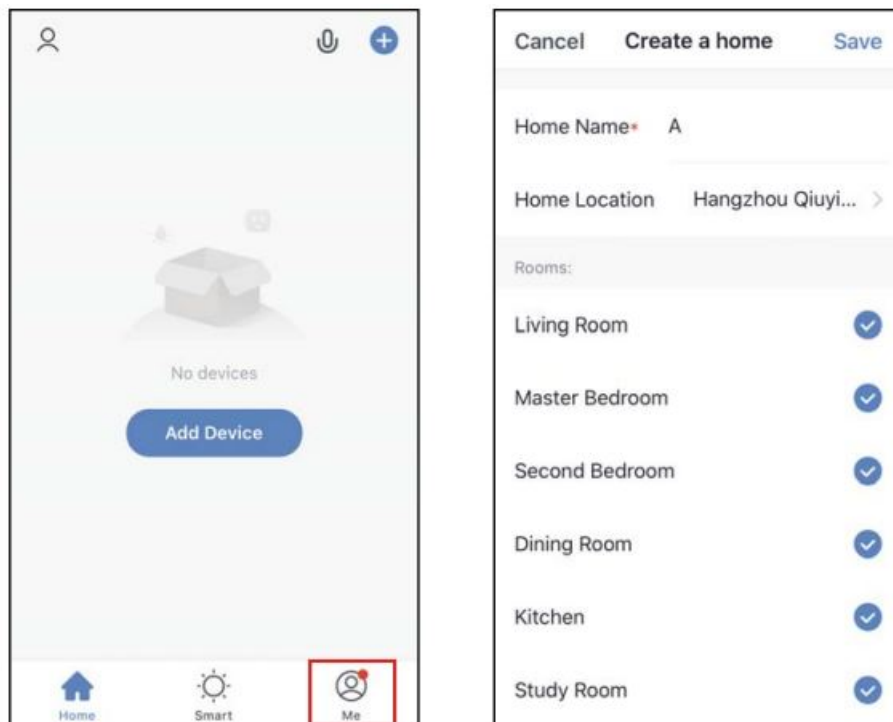 No devices
Add Device
Home
Smart
Me
Cancel
Create a home
Save
Home Name* A
Home Location Hangzhou Qiuyi...
Rooms:
Living Room
Master Bedroom
Second Bedroom
Dining Room
Kitchen
Study Room